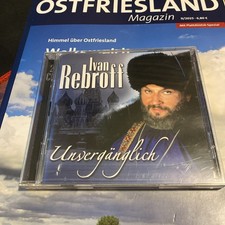 OSTFRIESLAND
Magazin
Himmel über Ostfriesland
Ivan
Rebroff
Unvergänglich